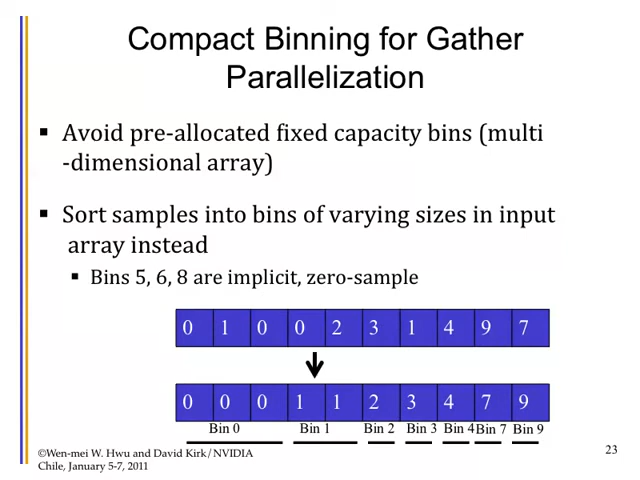 Compact Binning for Gather
Parallelization
▪ Avoid pre-allocated fixed capacity bins (multi
-dimensional array)
▪ Sort samples into bins of varying sizes in input
array instead
▪ Bins 5, 6, 8 are implicit, zero-sample
0 1 0 0 2 3 1 4 9 7
0 0 0 1 1 2 3 4 7 9
Bin 0 Bin 1 Bin 2 Bin 3 Bin 4 Bin 7 Bin 9
©Wen-mei W. Hwu and David Kirk/NVIDIA
Chile, January 5-7, 2011
23